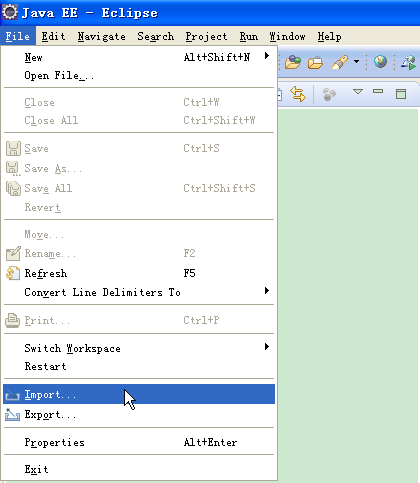 Java EE - Eclipse
File Edit Navigate Search Project Run Window Help
New Alt+Shift+N
Open File...
Close Ctrl+W
Close All Ctrl+Shift+W
Save Ctrl+S
Save As...
Save All Ctrl+Shift+S
Revert
Move...
Rename... F2
Refresh F5
Convert Line Delimiters To
Print... Ctrl+P
Switch Workspace
Restart
Import...
Export...
Properties Alt+Enter
Exit